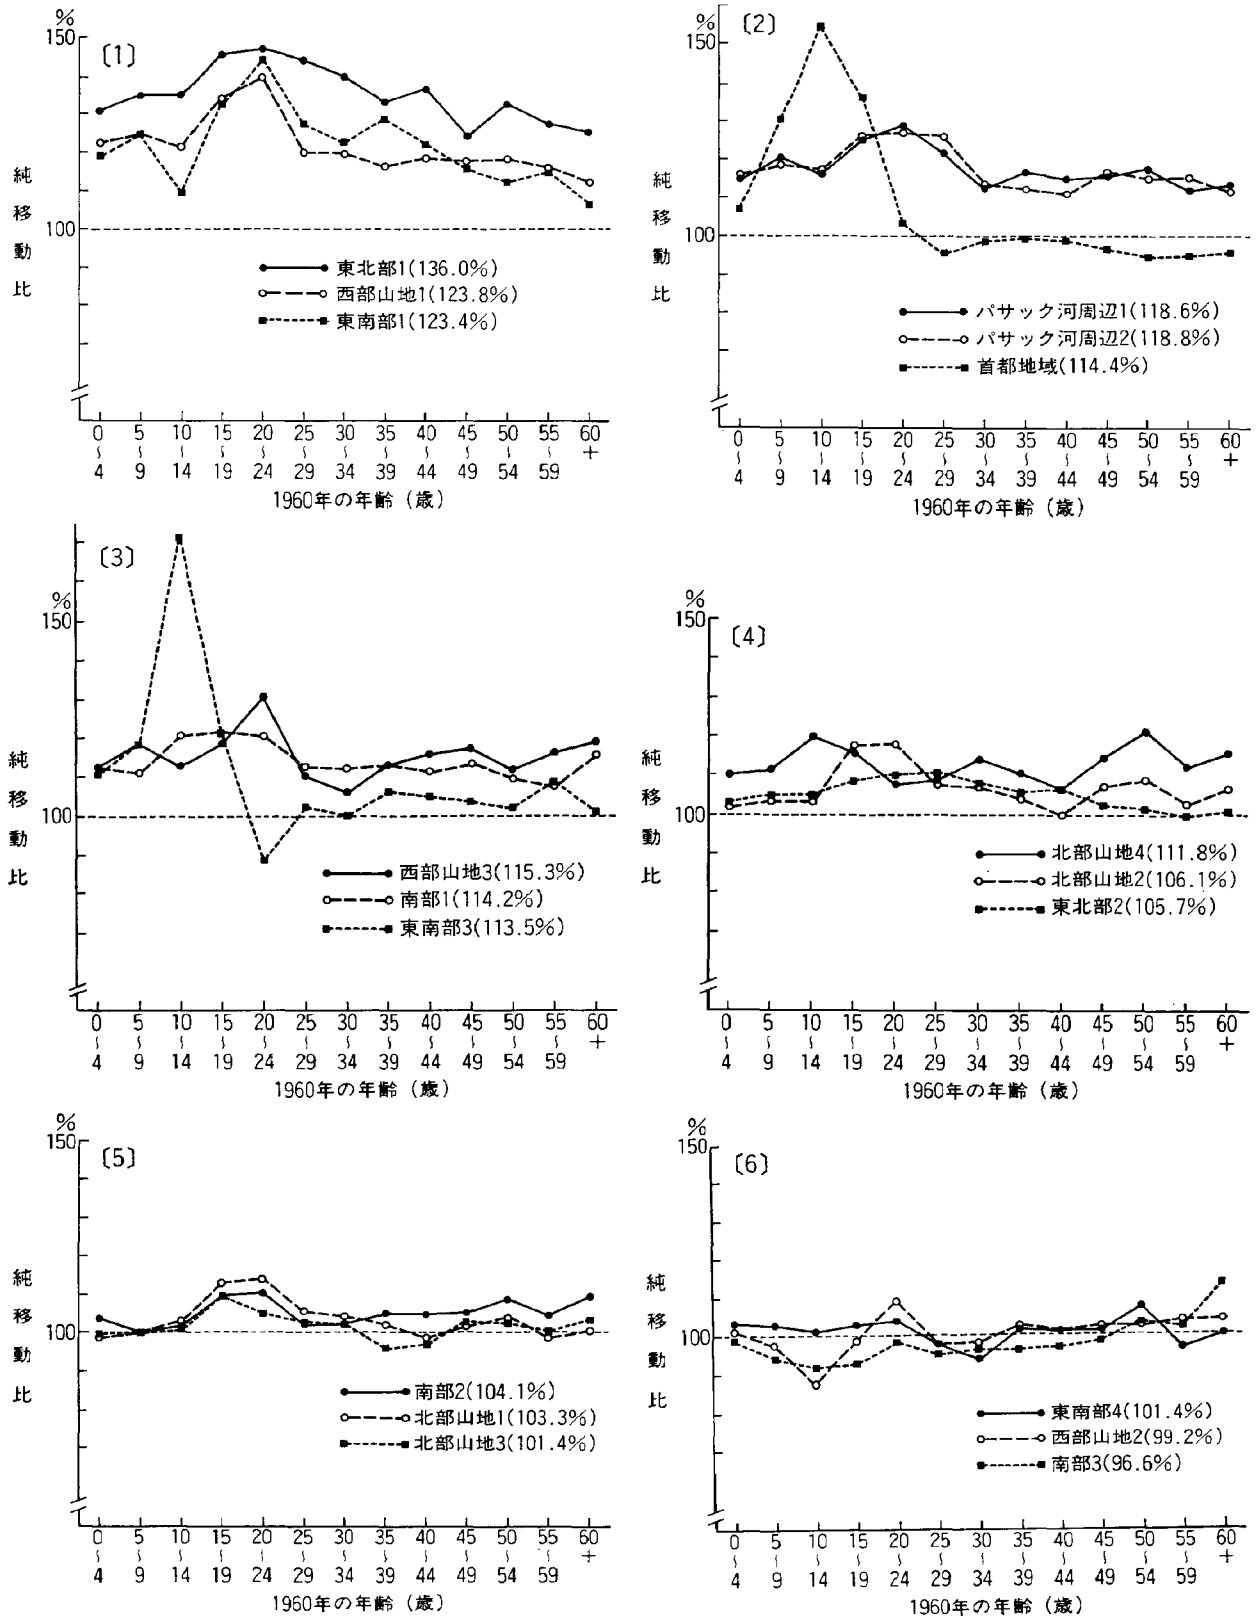 %
150
〔1〕
純移動比
100
東北部1(136.0%)
西部山地1(123.8%)
東南部1(123.4%)
0 5 10 15 20 25 30 35 40 45 50 55 60
~ ~ ~ ~ ~ ~ ~ ~ ~ ~ ~ ~ +
4 9 14 19 24 29 34 39 44 49 54 59
1960年の年齢(歳)
%
150
〔2〕
純移動比
100
パサック河周辺1(118.6%)
パサック河周辺2(118.8%)
首都地域(114.4%)
0 5 10 15 20 25 30 35 40 45 50 55 60
~ ~ ~ ~ ~ ~ ~ ~ ~ ~ ~ ~ +
4 9 14 19 24 29 34 39 44 49 54 59
1960年の年齢(歳)
〔3〕
%
150
純移動比
100
西部山地3(115.3%)
南部1(114.2%)
東南部3(113.5%)
0 5 10 15 20 25 30 35 40 45 50 55 60
~ ~ ~ ~ ~ ~ ~ ~ ~ ~ ~ ~ +
4 9 14 19 24 29 34 39 44 49 54 59
1960年の年齢(歳)
%
150
〔4〕
純移動比
100
北部山地4(111.8%)
北部山地2(106.1%)
東北部2(105.7%)
0 5 10 15 20 25 30 35 40 45 50 55 60
~ ~ ~ ~ ~ ~ ~ ~ ~ ~ ~ ~ +
4 9 14 19 24 29 34 39 44 49 54 59
1960年の年齢(歳)
%
150
〔5〕
純移動比
100
南部2(104.1%)
北部山地1(103.3%)
北部山地3(101.4%)
0 5 10 15 20 25 30 35 40 45 50 55 60
~ ~ ~ ~ ~ ~ ~ ~ ~ ~ ~ ~ +
4 9 14 19 24 29 34 39 44 49 54 59
1960年の年齢(歳)
%
150
〔6〕
純移動比
100
東南部4(101.4%)
西部山地2(99.2%)
南部3(96.6%)
0 5 10 15 20 25 30 35 40 45 50 55 60
~ ~ ~ ~ ~ ~ ~ ~ ~ ~ ~ ~ +
4 9 14 19 24 29 34 39 44 49 54 59
1960年の年齢(歳)